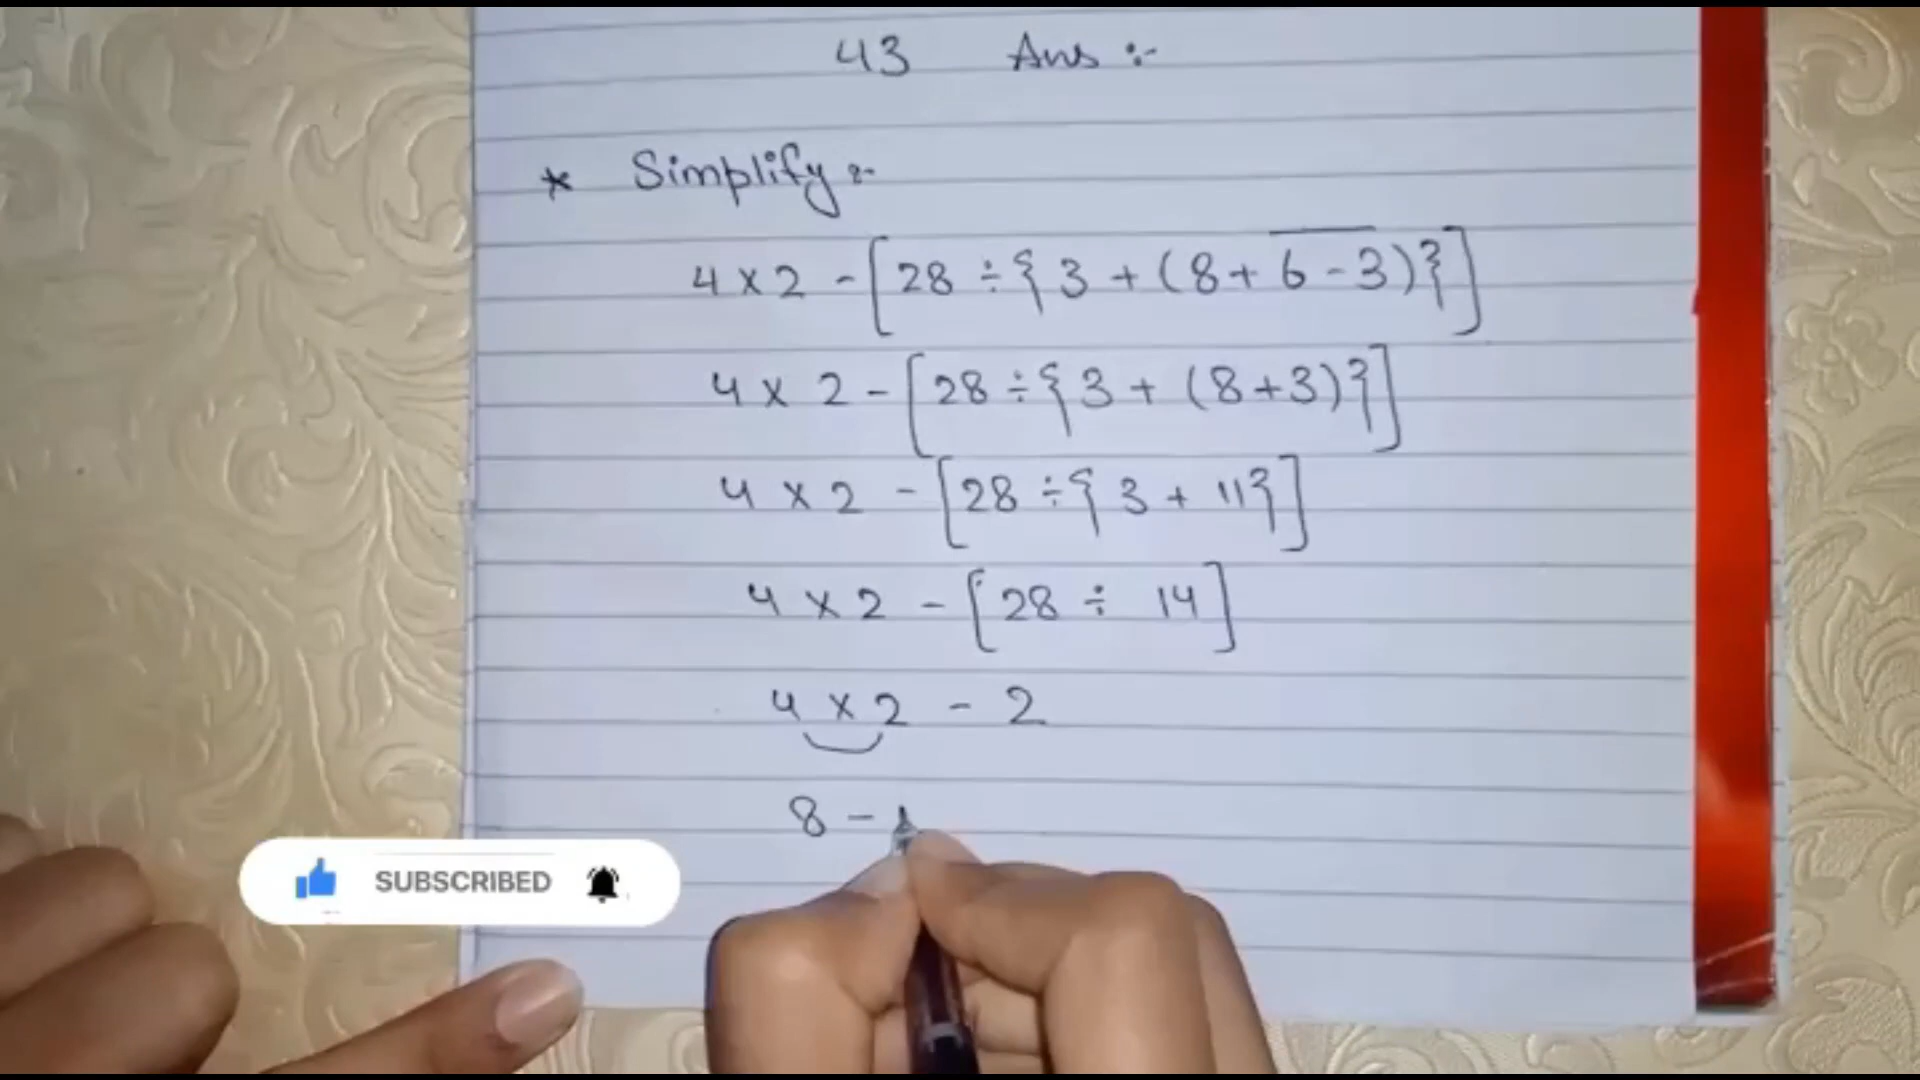 43 Ans :-
* Simplify :-
4 × 2 - [28 ÷ {3 + (8 + 6̅ ̅-̅ ̅3̅)}]
4 × 2 - [28 ÷ {3 + (8 + 3)}]
4 × 2 - [28 ÷ {3 + 11}]
4 × 2 - [28 ÷ 14]
4 × 2 - 2
8 -
SUBSCRIBED